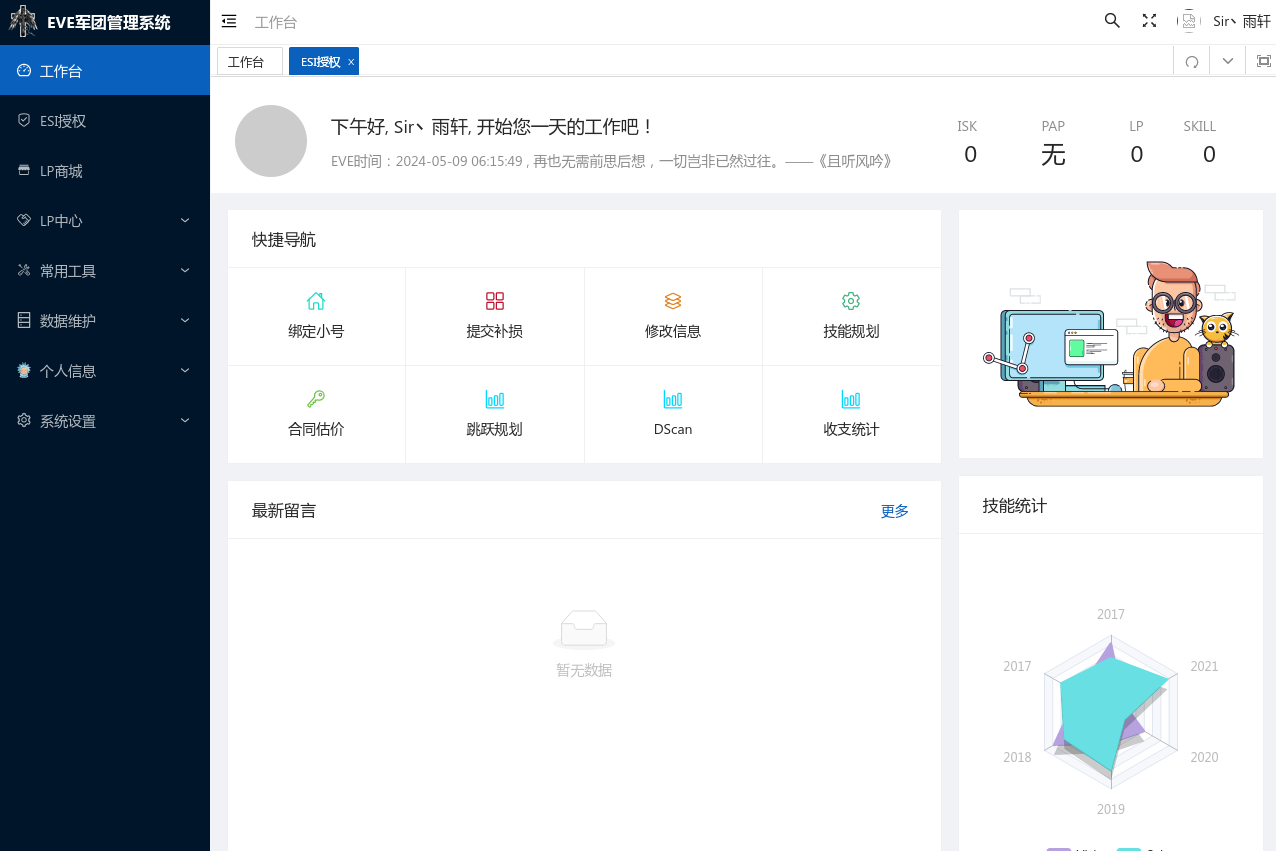 EVE军团管理系统
工作台
Sir丶雨轩
工作台
ESI授权 ×
工作台
ESI授权
LP商城
LP中心
常用工具
数据维护
个人信息
系统设置
下午好, Sir丶雨轩, 开始您一天的工作吧！
EVE时间：2024-05-09 06:15:49 , 再也无需前思后想，一切岂非已然过往。——《且听风吟》
ISK
PAP
LP
SKILL
0
无
0
0
快捷导航
绑定小号
提交补损
修改信息
技能规划
合同估价
跳跃规划
DScan
收支统计
最新留言
更多
暂无数据
技能统计
2017
2017
2021
2018
2020
2019